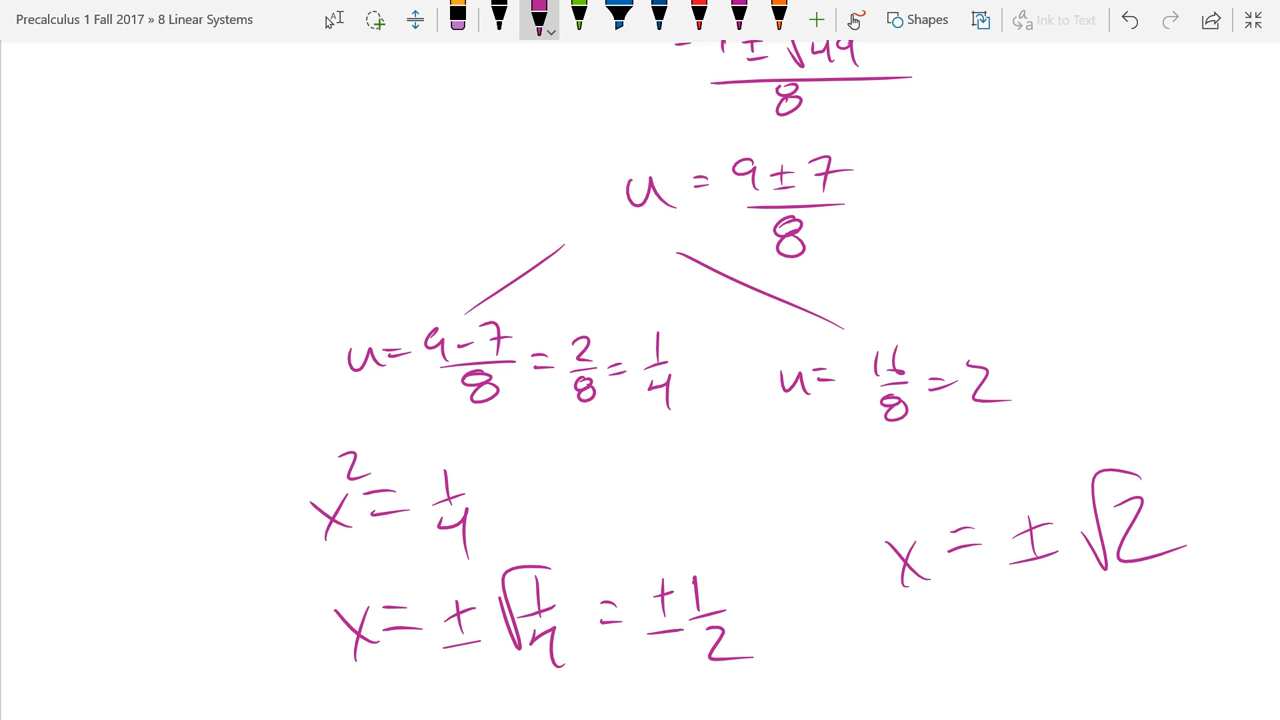 Precalculus 1 Fall 2017 » 8 Linear Systems
Shapes
Ink to Text
8
u = 9 ± 7
8
u = 9 - 7 / 8 = 2/8 = 1/4
u = 16/8 = 2
x² = 1/4
x = ± √2
x = ± √1/4 = ± 1/2